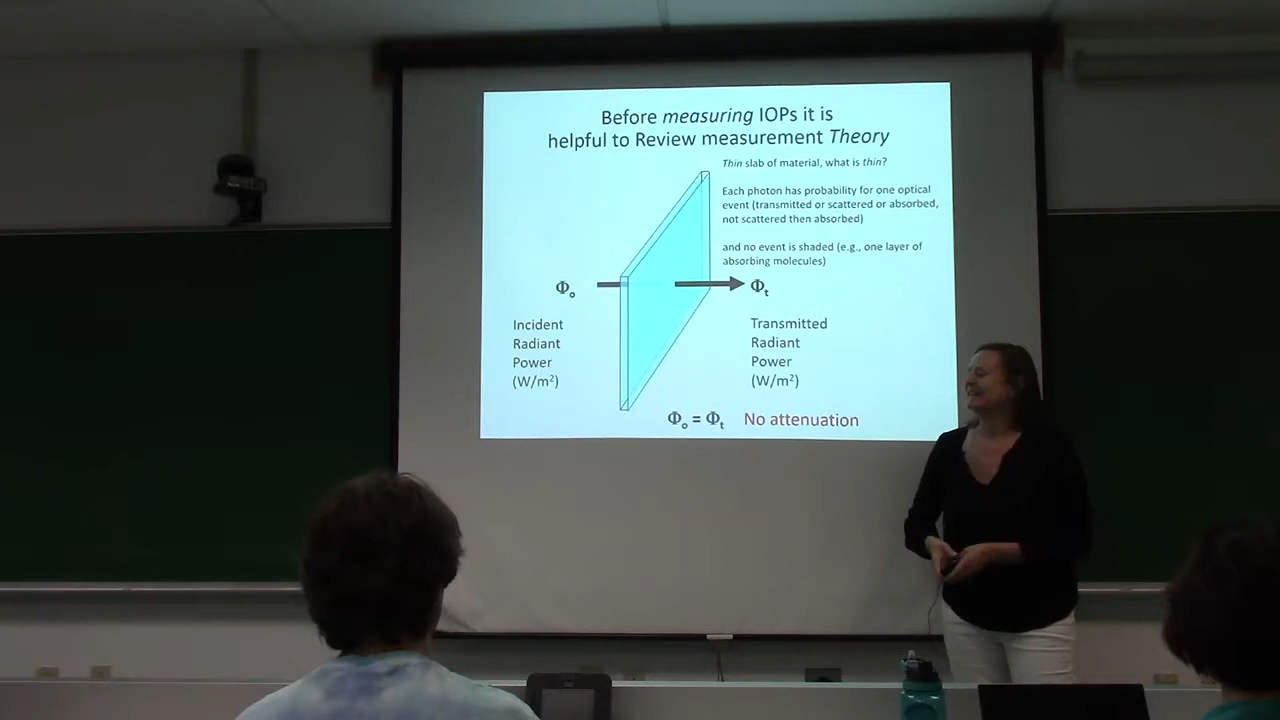 Before measuring IOPs it is
helpful to Review measurement Theory
Thin slab of material, what is thin?
Each photon has probability for one optical
event (transmitted or scattered or absorbed,
not scattered then absorbed)
and no event is shaded (e.g., one layer of
absorbing molecules)
Φₒ
Φₜ
Incident
Radiant
Power
(W/m²)
Transmitted
Radiant
Power
(W/m²)
Φₒ = Φₜ No attenuation